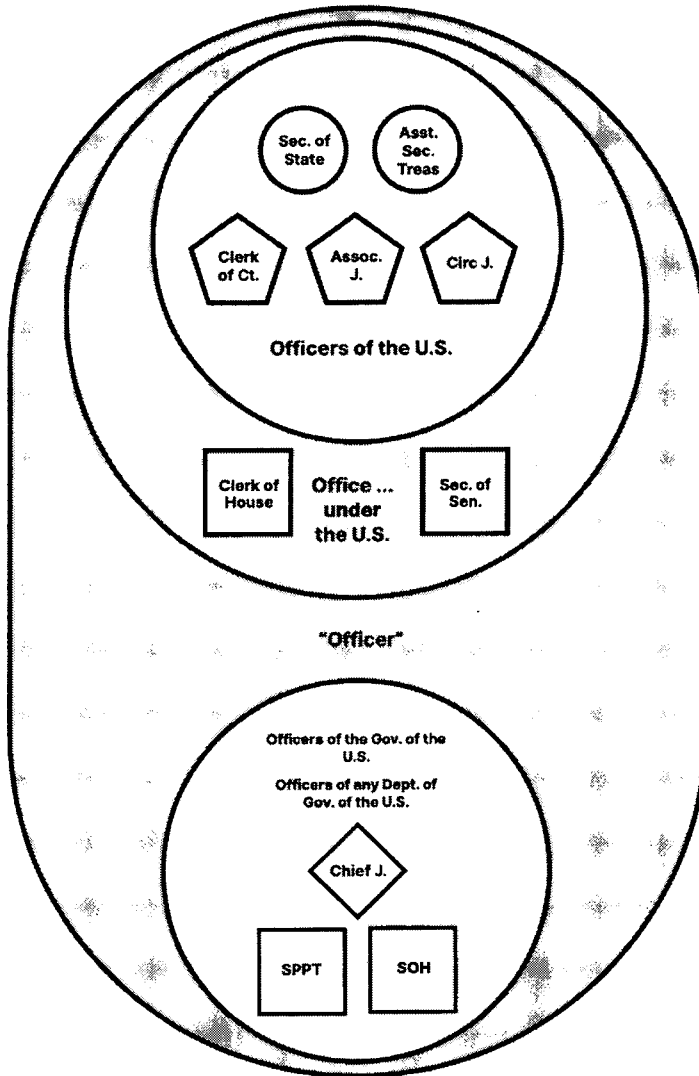 Sec. of
State
Asst.
Sec.
Treas
Clerk
of Ct.
Assoc.
J.
Circ J.
Officers of the U.S.
Clerk of
House
Office ...
under
the U.S.
Sec. of
Sen.
"Officer"
Officers of the Gov. of the
U.S.
Officers of any Dept. of
Gov. of the U.S.
Chief J.
SPPT
SOH